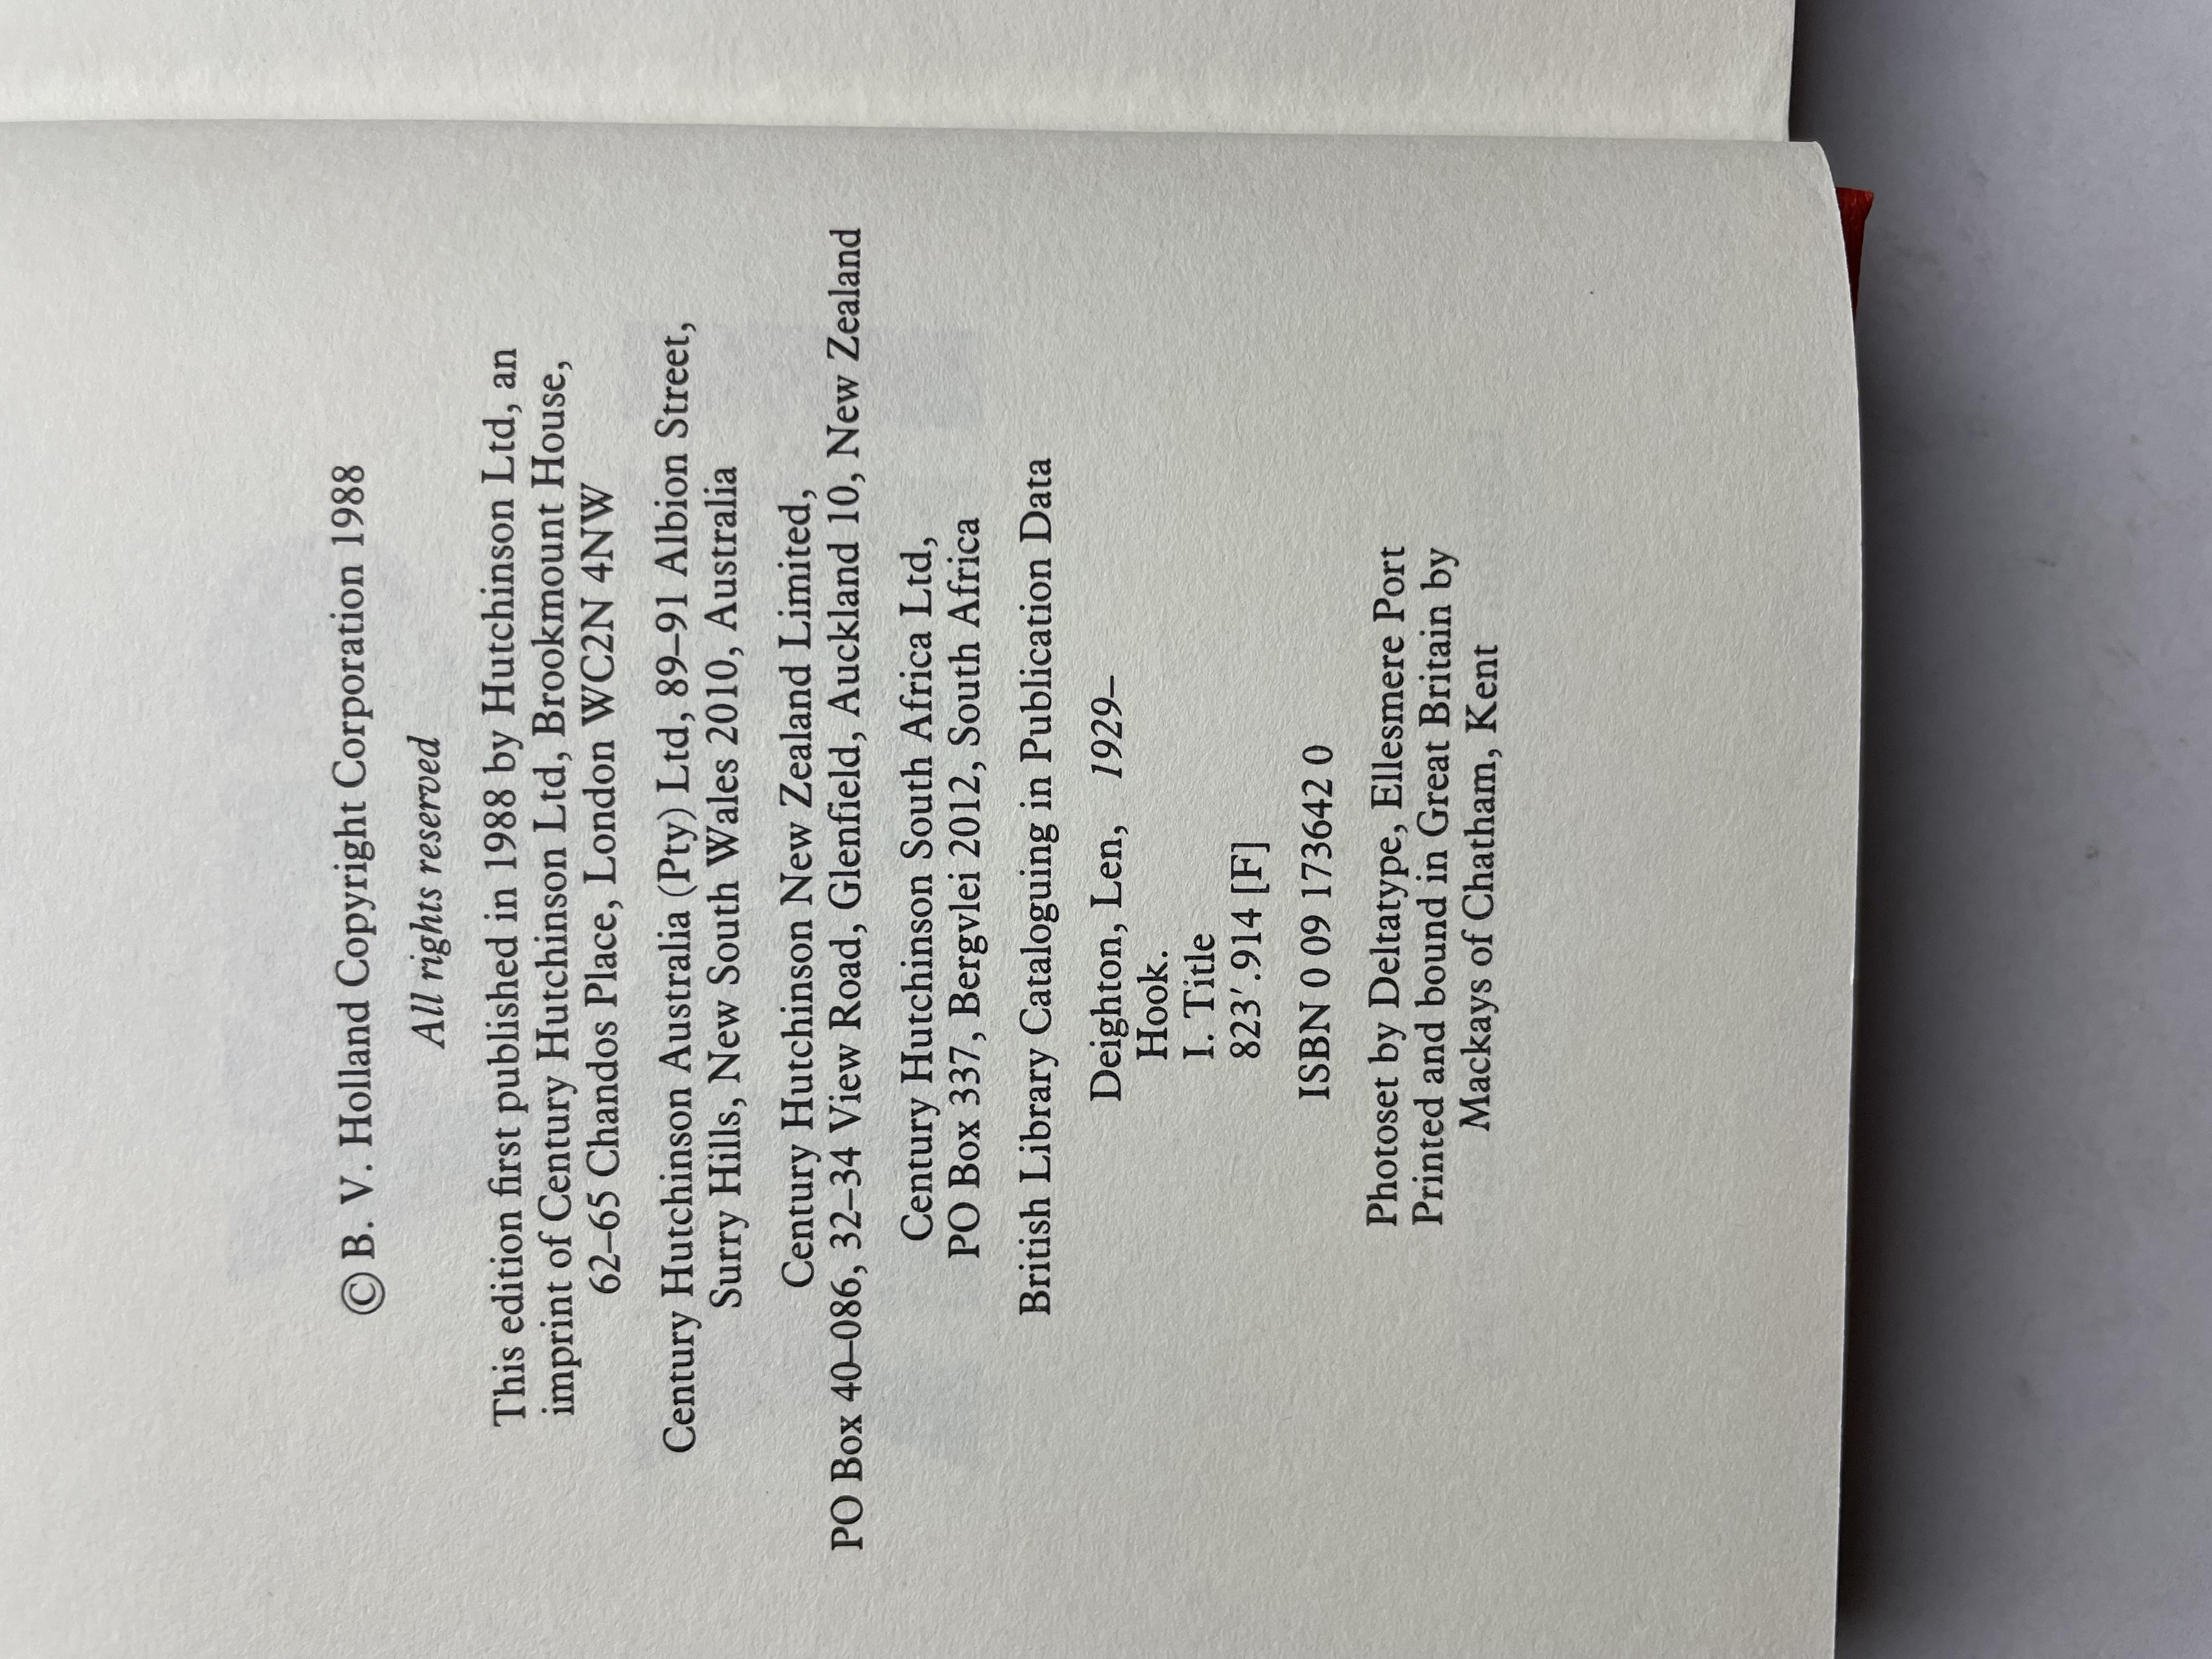 © B. V. Holland Copyright Corporation 1988
All rights reserved
This edition first published in 1988 by Hutchinson Ltd, an
imprint of Century Hutchinson Ltd, Brookmount House,
62–65 Chandos Place, London WC2N 4NW
Century Hutchinson Australia (Pty) Ltd, 89–91 Albion Street,
Surry Hills, New South Wales 2010, Australia
Century Hutchinson New Zealand Limited,
PO Box 40–086, 32–34 View Road, Glenfield, Auckland 10, New Zealand
Century Hutchinson South Africa Ltd,
PO Box 337, Bergvlei 2012, South Africa
British Library Cataloguing in Publication Data
Deighton, Len, 1929–
Hook.
I. Title
823′.914 [F]
ISBN 0 09 173642 0
Photoset by Deltatype, Ellesmere Port
Printed and bound in Great Britain by
Mackays of Chatham, Kent